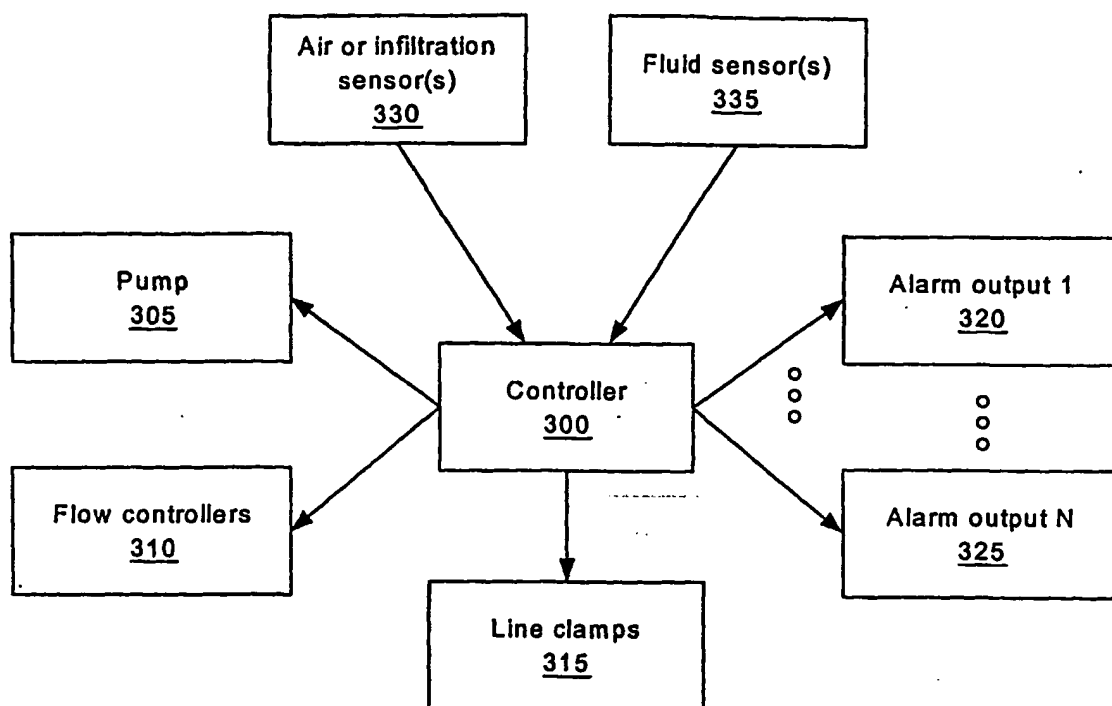 Air or infiltration
sensor(s)
330
Fluid sensor(s)
335
Pump
305
Alarm output 1
320
Controller
300
Flow controllers
310
Alarm output N
325
Line clamps
315